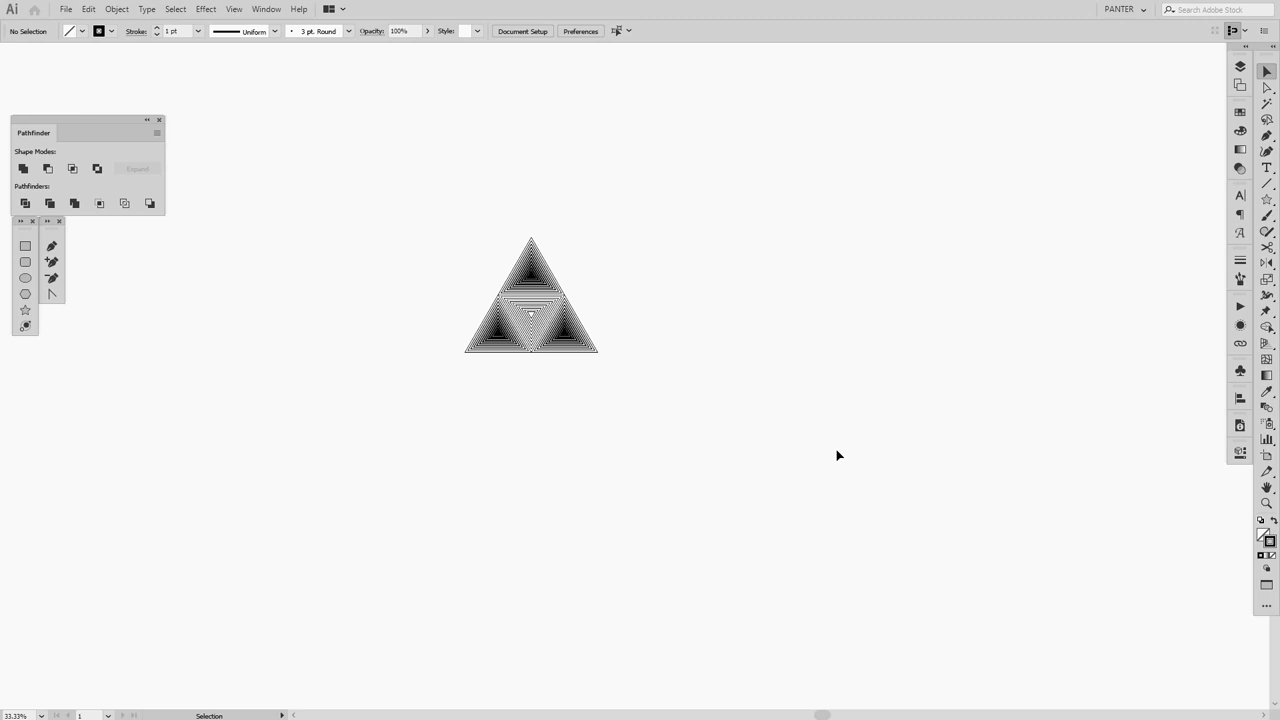 Ai File Edit Object Type Select Effect View Window Help PANTER Search Adobe Stock
No Selection Stroke: 1 pt Uniform 3 pt. Round Opacity: 100% Style: Document Setup Preferences
Pathfinder
Shape Modes:
Expand
Pathfinders:
33.33% 1 Selection